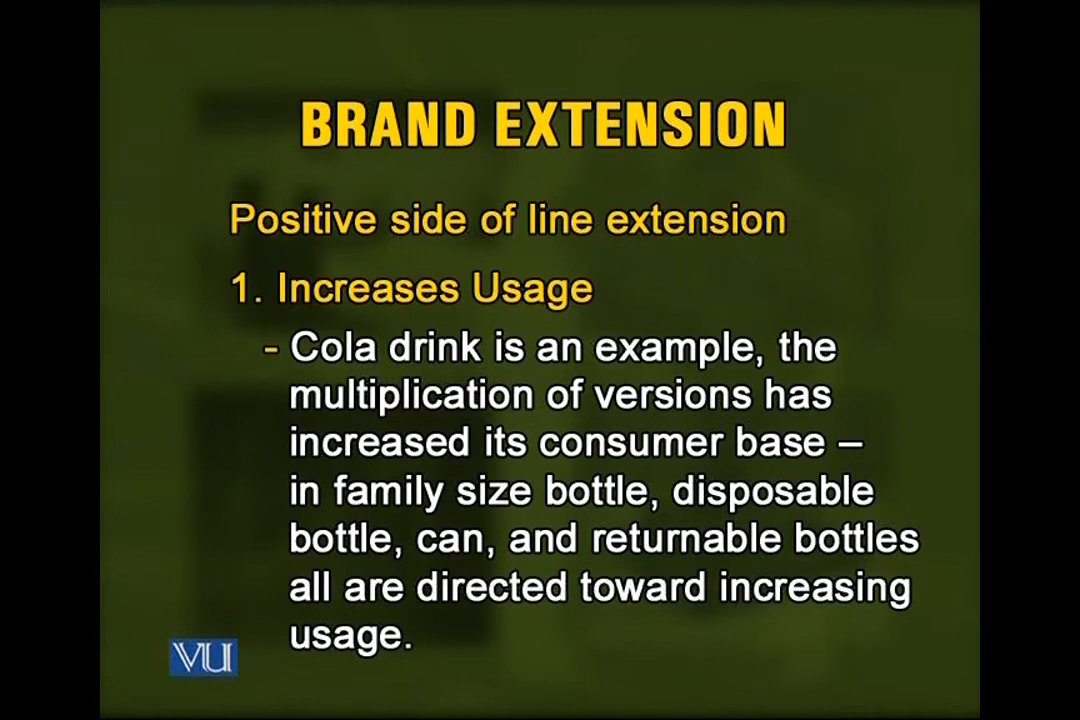 BRAND EXTENSION
Positive side of line extension
1. Increases Usage
- Cola drink is an example, the
multiplication of versions has
increased its consumer base –
in family size bottle, disposable
bottle, can, and returnable bottles
all are directed toward increasing
usage.
VU